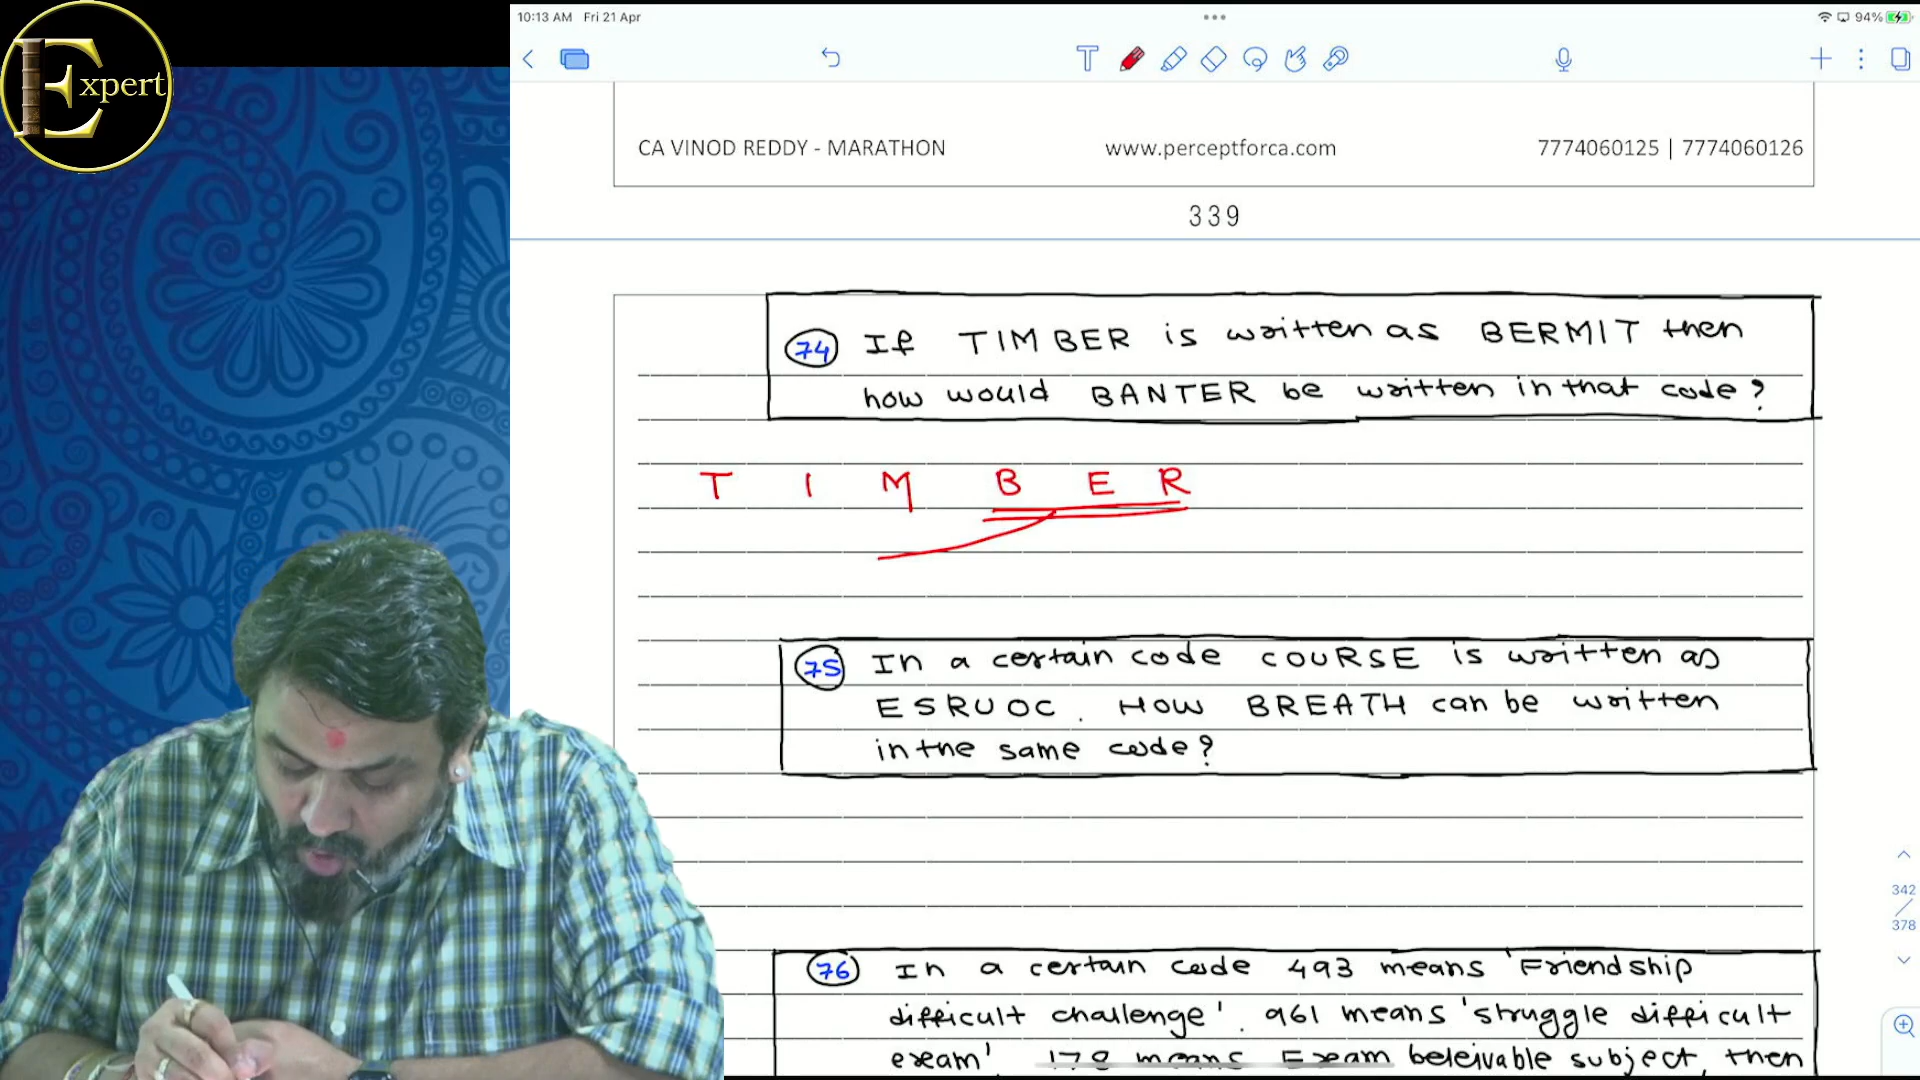 10:13 AM Fri 21 Apr
94%
Expert
CA VINOD REDDY - MARATHON www.perceptforca.com 7774060125 | 7774060126
339
74 If TIMBER is written as BERMIT then
how would BANTER be written in that code?
T I M B E R
75 In a certain code COURSE is written as
ESRUOC. How BREATH can be written
in the same code?
342
378
76 In a certain code 493 means 'Friendship
difficult challenge'. 961 means 'struggle difficult
exam'. 178 means Exam beleivable subject, then